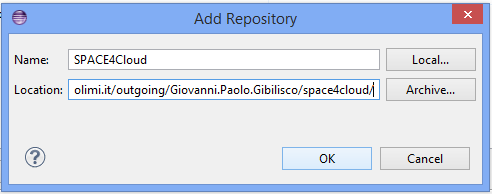 Add Repository
Name: SPACE4Cloud Local...
Location: olimi.it/outgoing/Giovanni.Paolo.Gibilisco/space4cloud/ Archive...
? OK Cancel